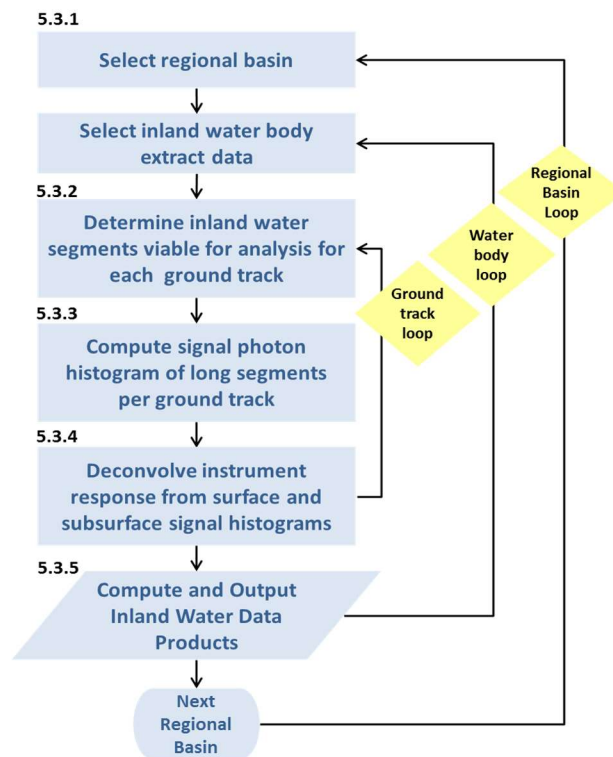 5.3.1
Select regional basin
Select inland water body
extract data
5.3.2
Determine inland water
segments viable for analysis for
each ground track
5.3.3
Compute signal photon
histogram of long segments
per ground track
5.3.4
Deconvolve instrument
response from surface and
subsurface signal histograms
5.3.5
Compute and Output
Inland Water Data
Products
Next
Regional
Basin
Ground
track
loop
Water
body
loop
Regional
Basin
Loop